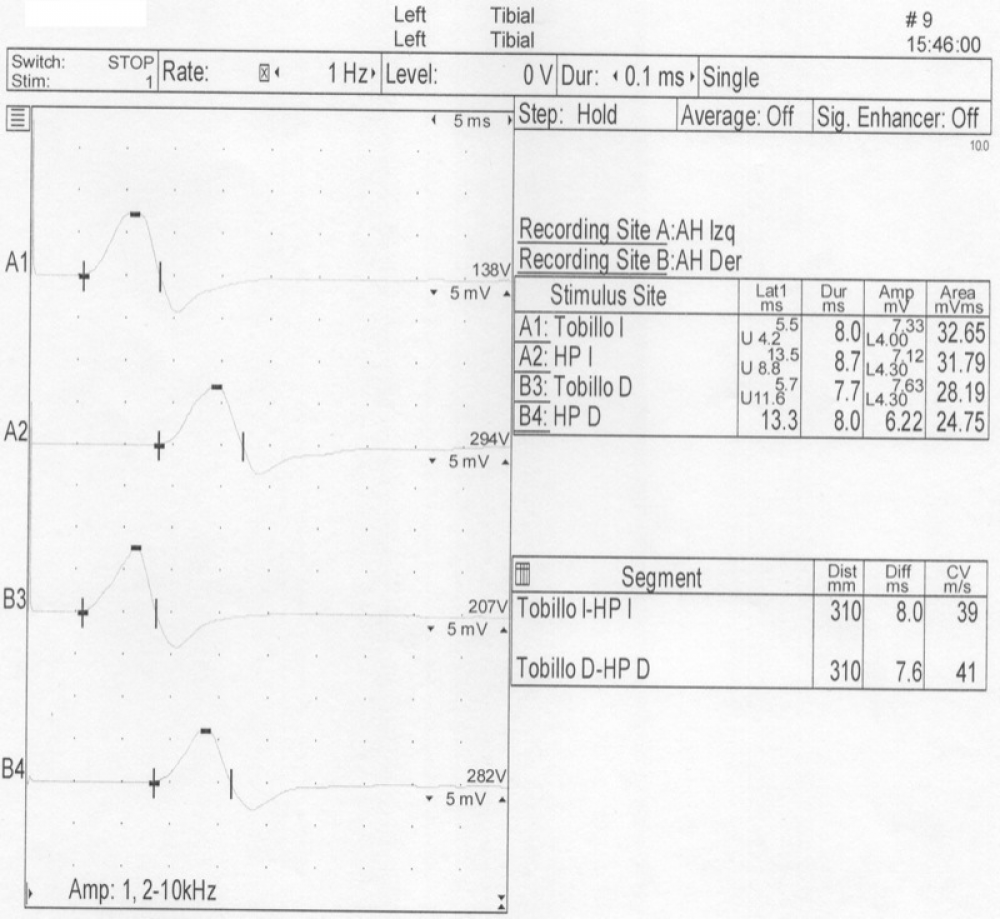 Left Tibial
Left Tibial
# 9
15:46:00
Switch: STOP
Stim: 1
Rate: 1 Hz
Level: 0 V
Dur: 0.1 ms
Single
5 ms
Step: Hold
Average: Off
Sig. Enhancer: Off
100
Recording Site A:AH Izq
Recording Site B:AH Der
A1
138V
5 mV
A2
294V
5 mV
B3
207V
5 mV
B4
282V
5 mV
Amp: 1, 2-10kHz
Stimulus Site Lat1 ms Dur ms Amp mV Area mVms
A1: Tobillo I 5.5 U 4.2 8.0 7.33 L4.00 32.65
A2: HP I 13.5 U 8.8 8.7 7.12 L4.30 31.79
B3: Tobillo D 5.7 U11.6 7.7 7.63 L4.30 28.19
B4: HP D 13.3 8.0 6.22 24.75
Segment Dist mm Diff ms CV m/s
Tobillo I-HP I 310 8.0 39
Tobillo D-HP D 310 7.6 41